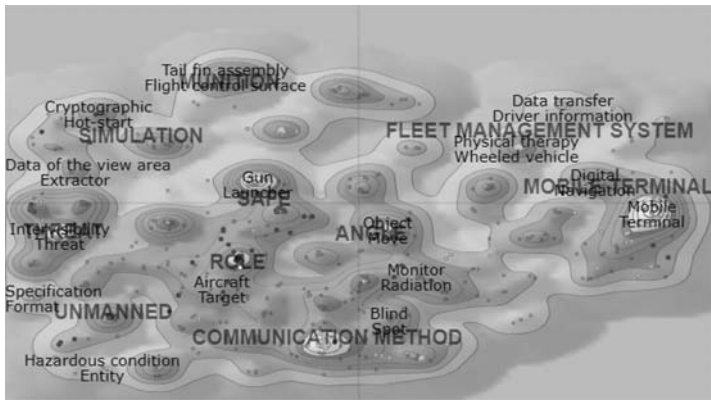 Tail fin assembly
MUNITION
Flight control surface
Cryptographic
Hot-start
SIMULATION
Data transfer
Driver information
FLEET MANAGEMENT SYSTEM
Physical therapy
Wheeled vehicle
Data of the view area
Extractor
Gun
Launcher
SAFE
Digital
MOBILE TERMINAL
Navigation
Mobile
Terminal
Intervisibility
THREAT
Threat
Object
ANGLE
Move
ROLE
Aircraft
Target
Monitor
Radiation
Specification
Format
UNMANNED
Blind
Spot
COMMUNICATION METHOD
Hazardous condition
Entity